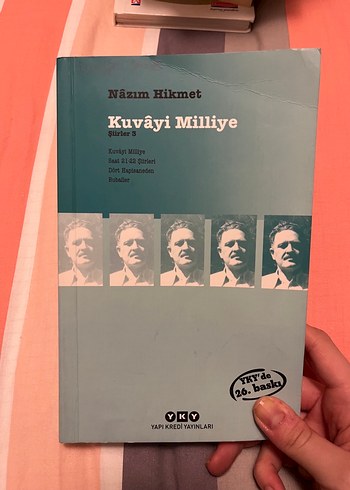 Nâzım Hikmet
Kuvâyi Milliye
Şiirler 3
Kuvâyi Milliye
Saat 21-22 Şiirleri
Dört Hapisaneden
Rubailer
YKY'de
26. baskı
YKY
YAPI KREDİ YAYINLARI